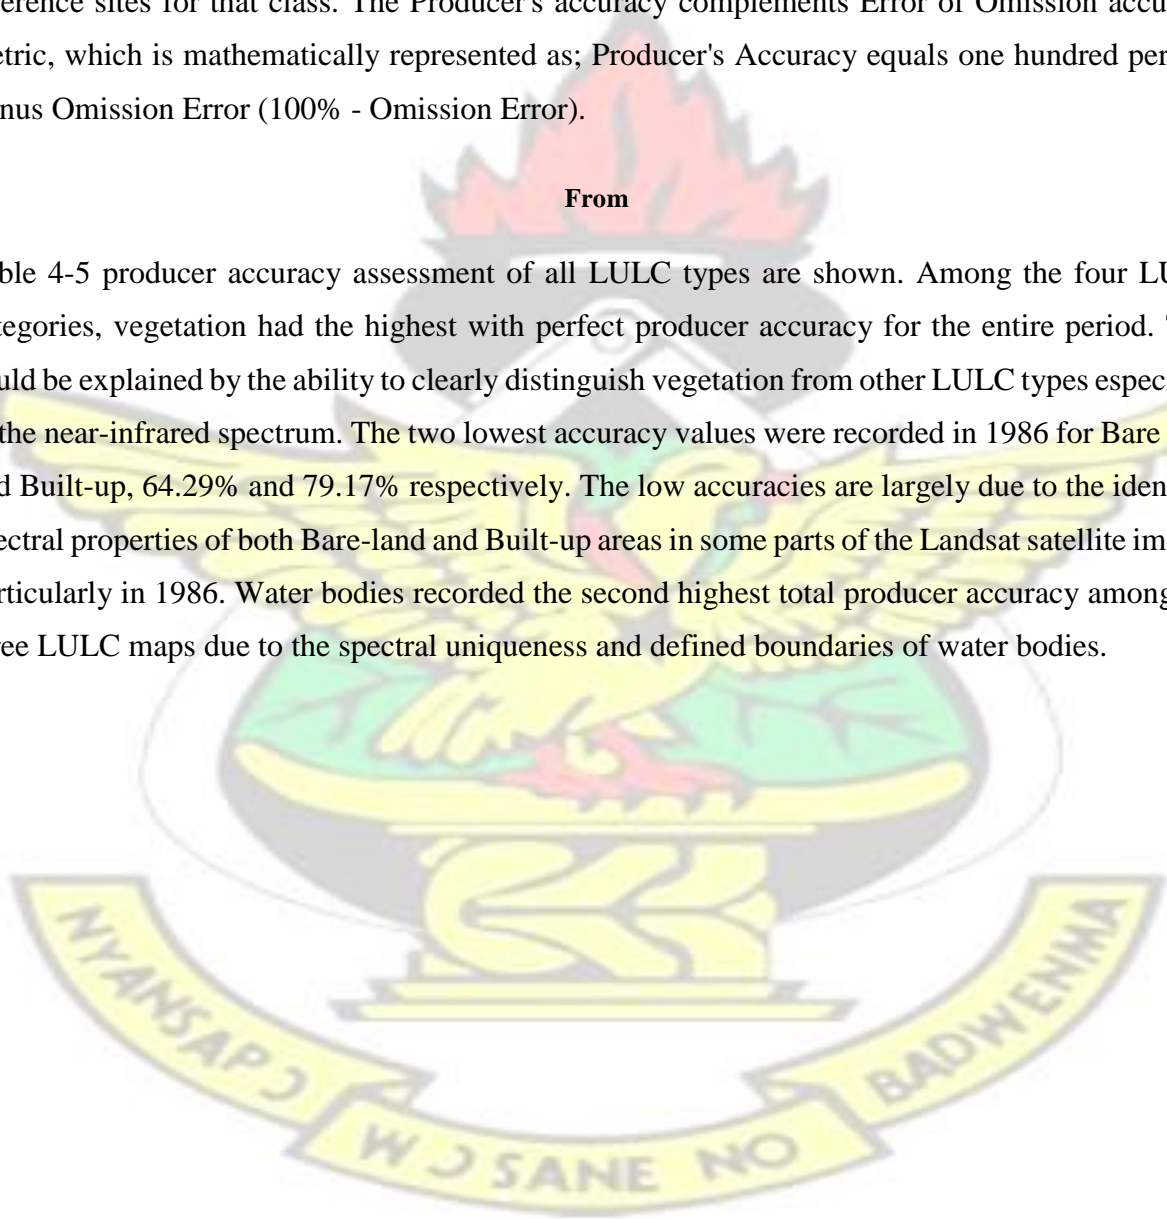 erence sites for that class. The Producer's accuracy complements Error of Omission accu
etric, which is mathematically represented as; Producer's Accuracy equals one hundred per
nus Omission Error (100% - Omission Error).
From
ble 4-5 producer accuracy assessment of all LULC types are shown. Among the four LU
tegories, vegetation had the highest with perfect producer accuracy for the entire period. T
uld be explained by the ability to clearly distinguish vegetation from other LULC types especi
the near-infrared spectrum. The two lowest accuracy values were recorded in 1986 for Bare
d Built-up, 64.29% and 79.17% respectively. The low accuracies are largely due to the iden
ectral properties of both Bare-land and Built-up areas in some parts of the Landsat satellite im
rticularly in 1986. Water bodies recorded the second highest total producer accuracy among
ree LULC maps due to the spectral uniqueness and defined boundaries of water bodies.
NYANSAPƆ
WƆ SANE NO
BADWENMA